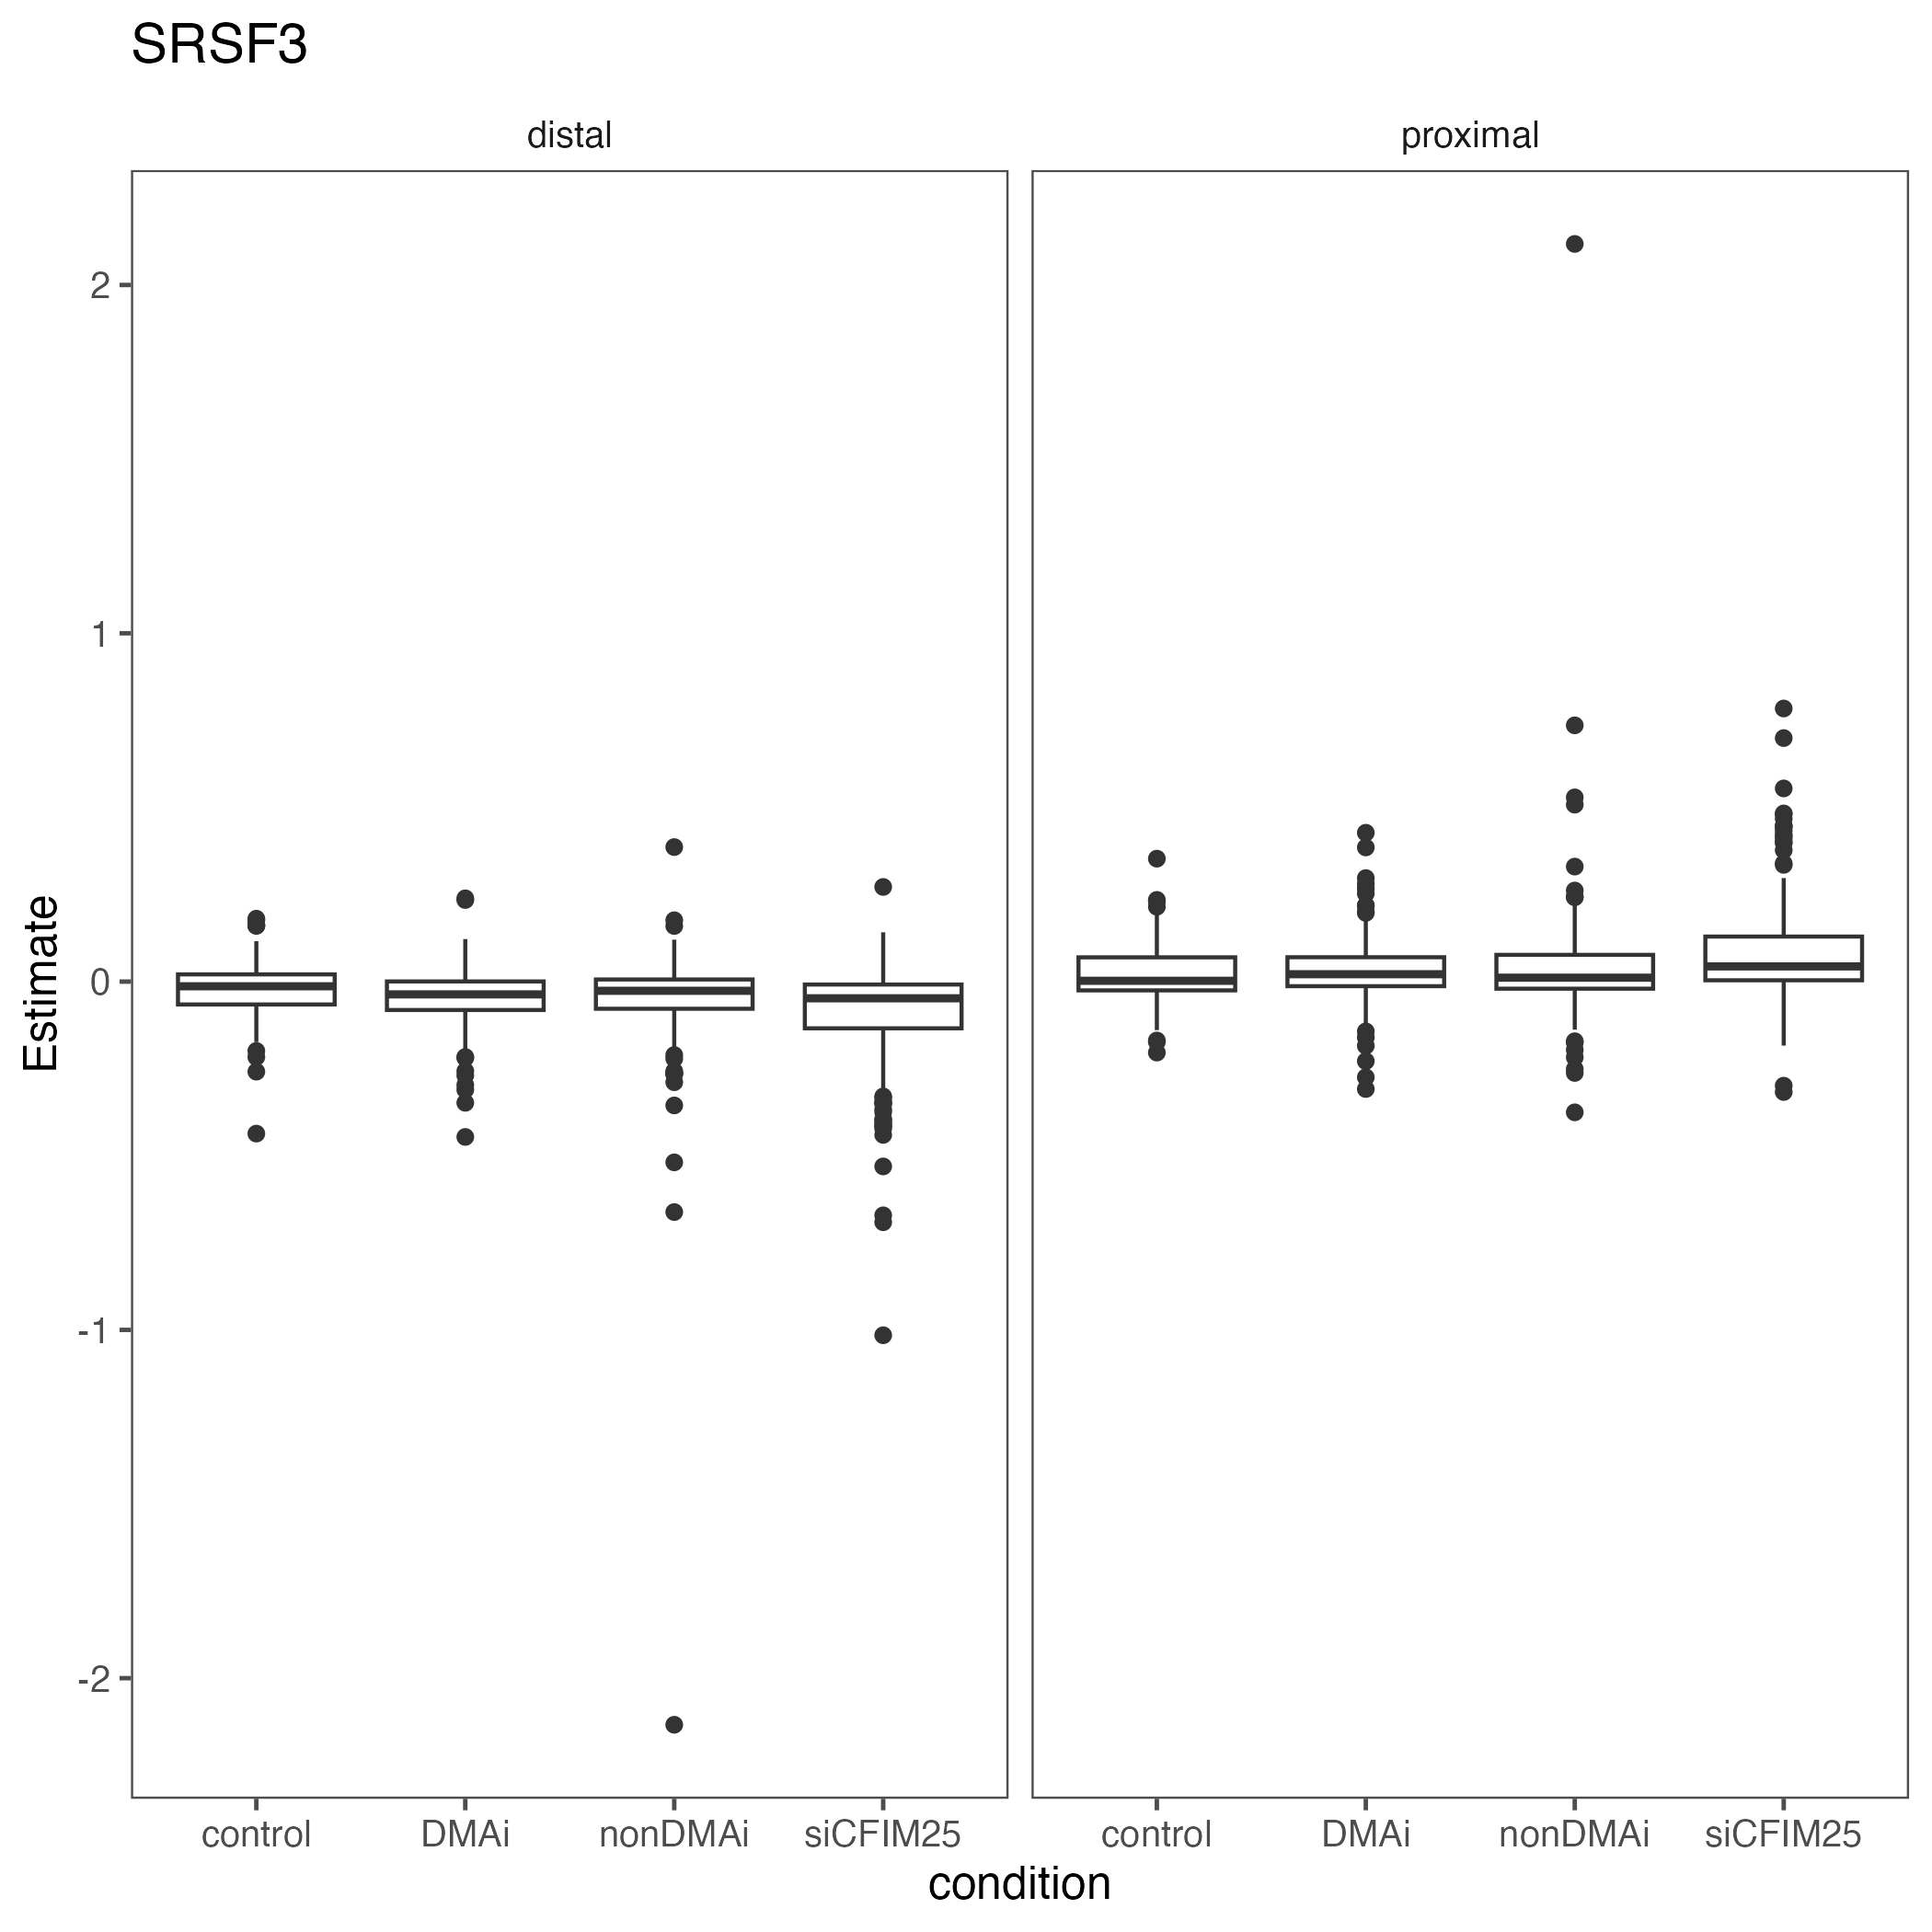 SRSF3
distal
proximal
Estimate
2
1
0
-1
-2
control DMAi nonDMAi siCFIM25
control DMAi nonDMAi siCFIM25
condition